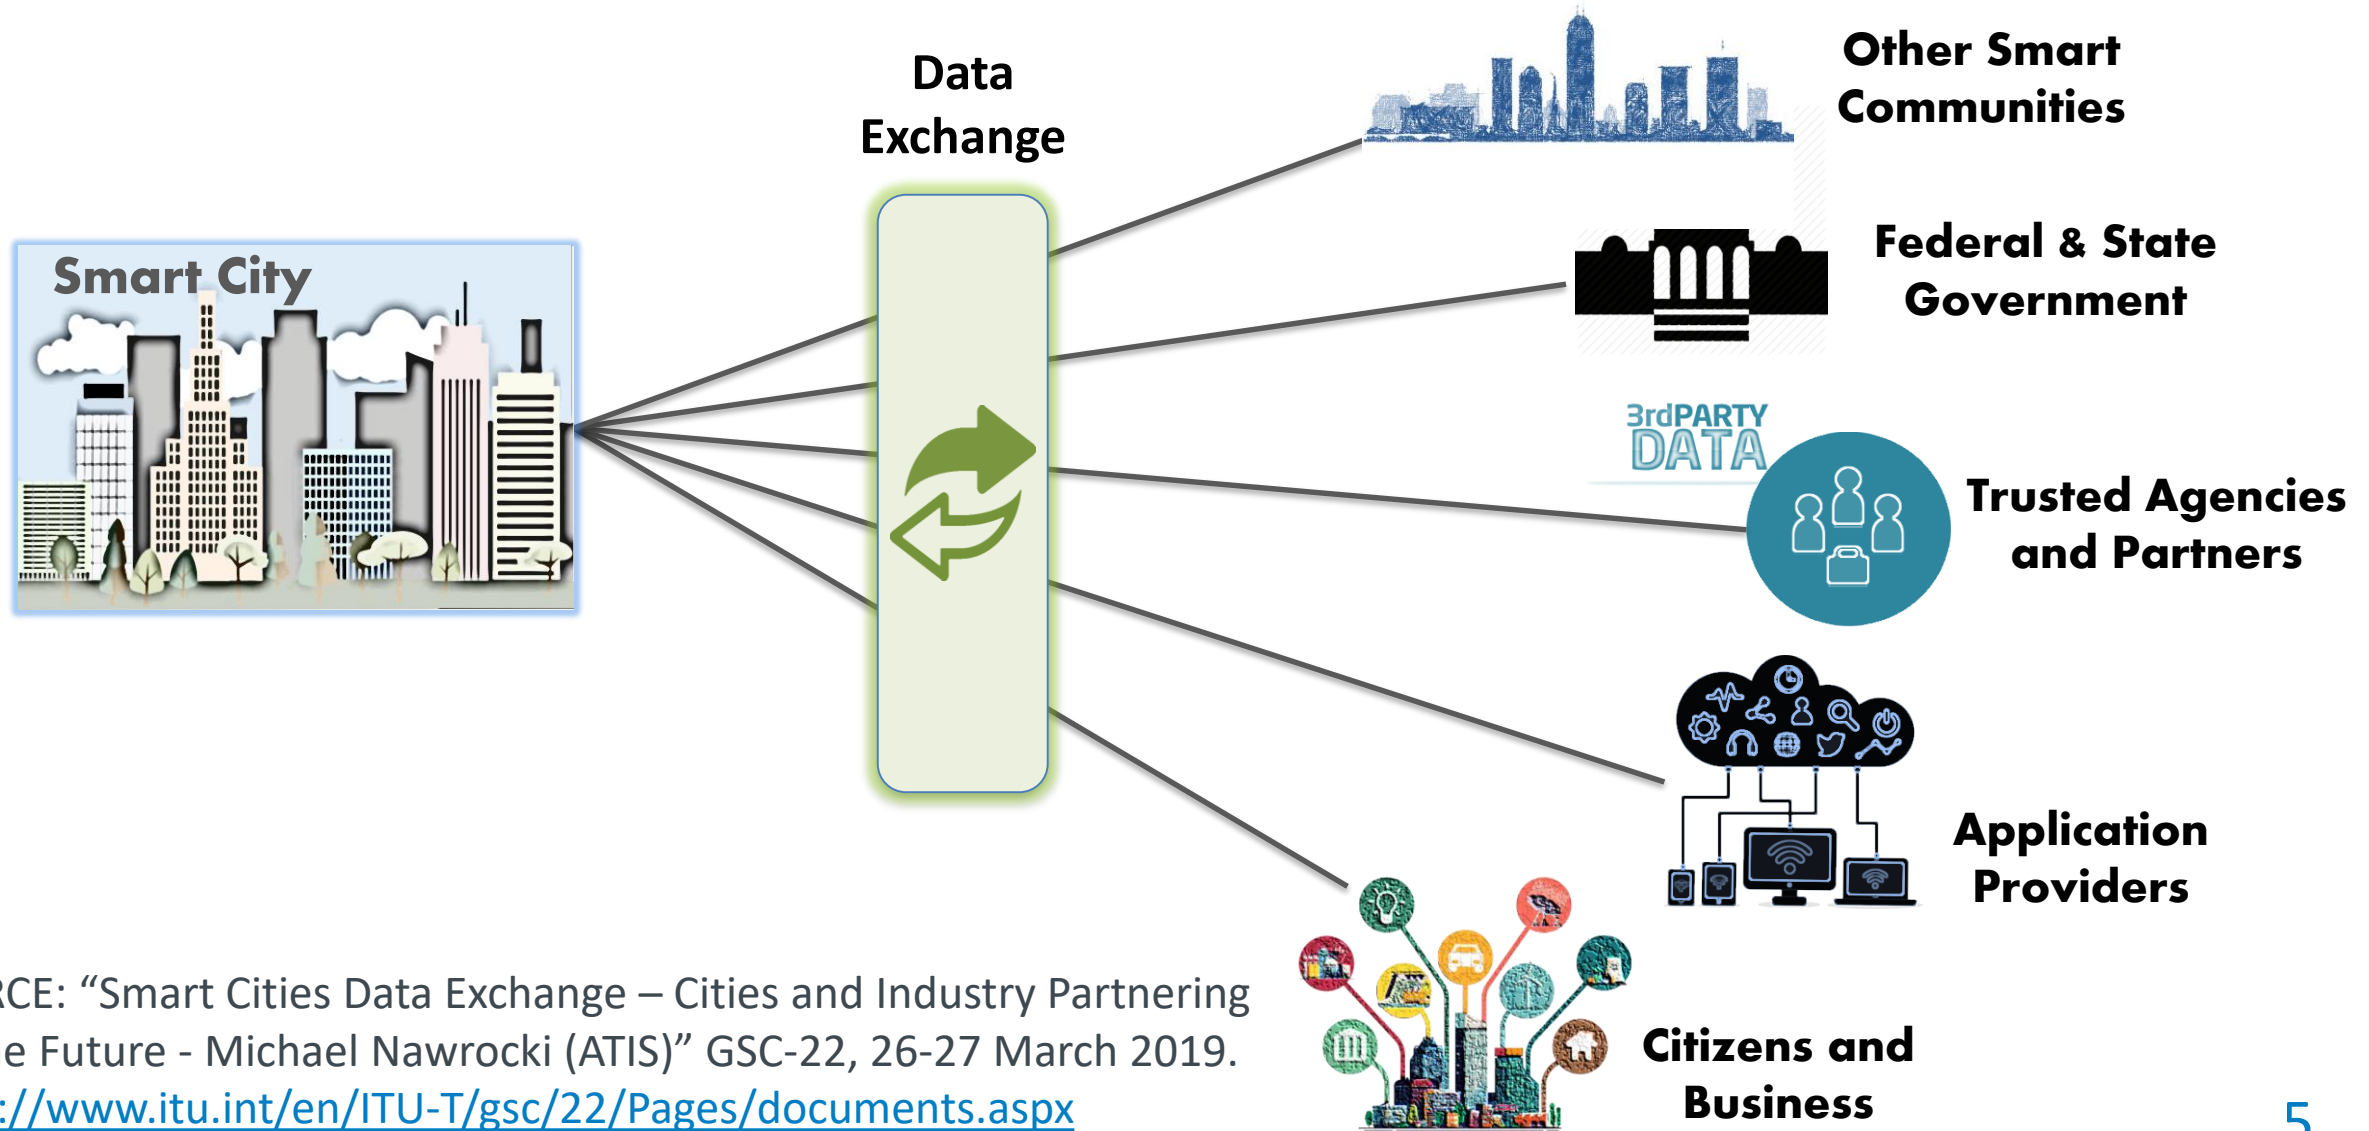 Data
Exchange
Other Smart
Communities
Smart City
Federal & State
Government
3rdPARTY
DATA
Trusted Agencies
and Partners
Application
Providers
Citizens and
Business
RCE: “Smart Cities Data Exchange – Cities and Industry Partnering
e Future - Michael Nawrocki (ATIS)” GSC-22, 26-27 March 2019.
://www.itu.int/en/ITU-T/gsc/22/Pages/documents.aspx
5